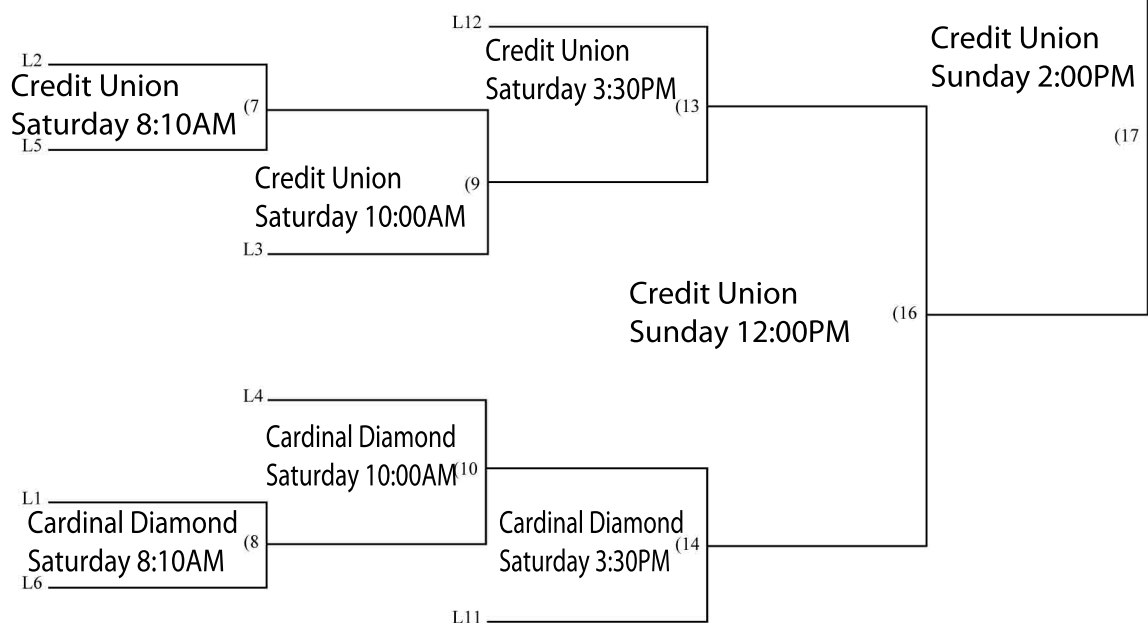 L12
Credit Union
Saturday 3:30PM
(13
Credit Union
Sunday 2:00PM
(17
L2
Credit Union
Saturday 8:10AM
(7
L5
Credit Union
Saturday 10:00AM
(9
L3
Credit Union
Sunday 12:00PM
(16
L4
Cardinal Diamond
Saturday 10:00AM
(10
L1
Cardinal Diamond
Saturday 8:10AM
(8
L6
Cardinal Diamond
Saturday 3:30PM
(14
L11